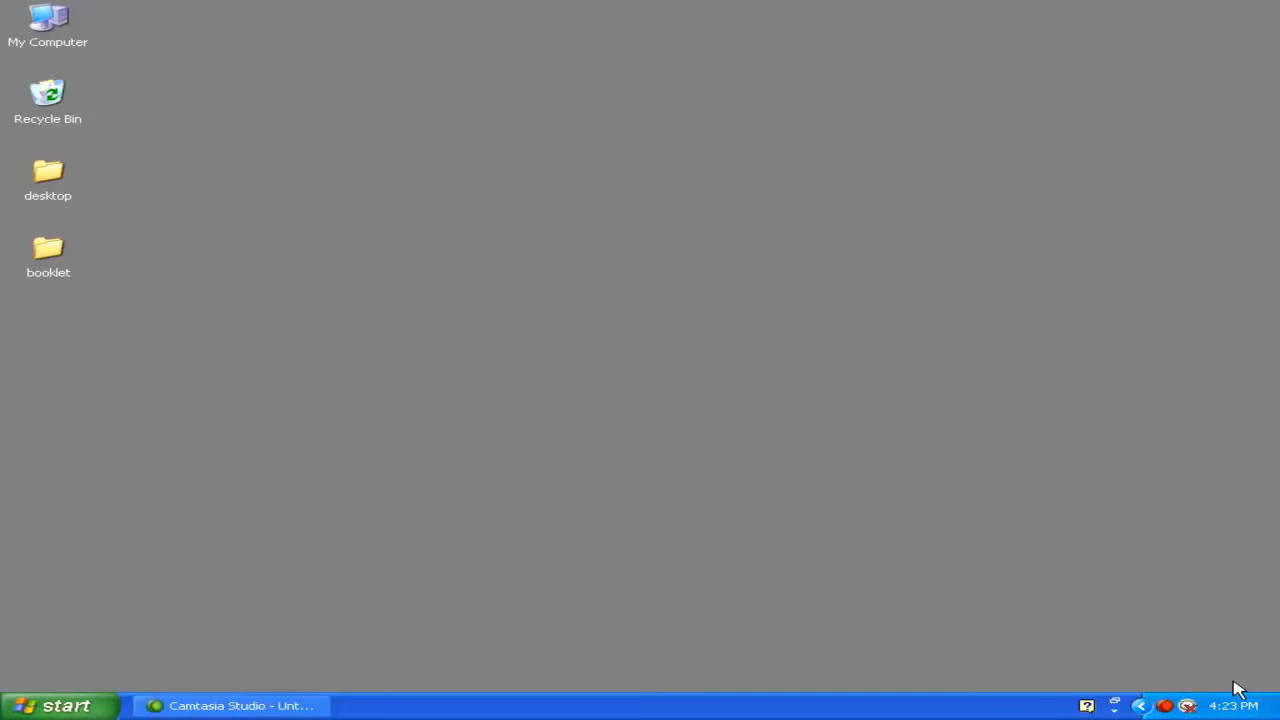 My Computer
Recycle Bin
desktop
booklet
start
Camtasia Studio - Unt...
4:23 PM